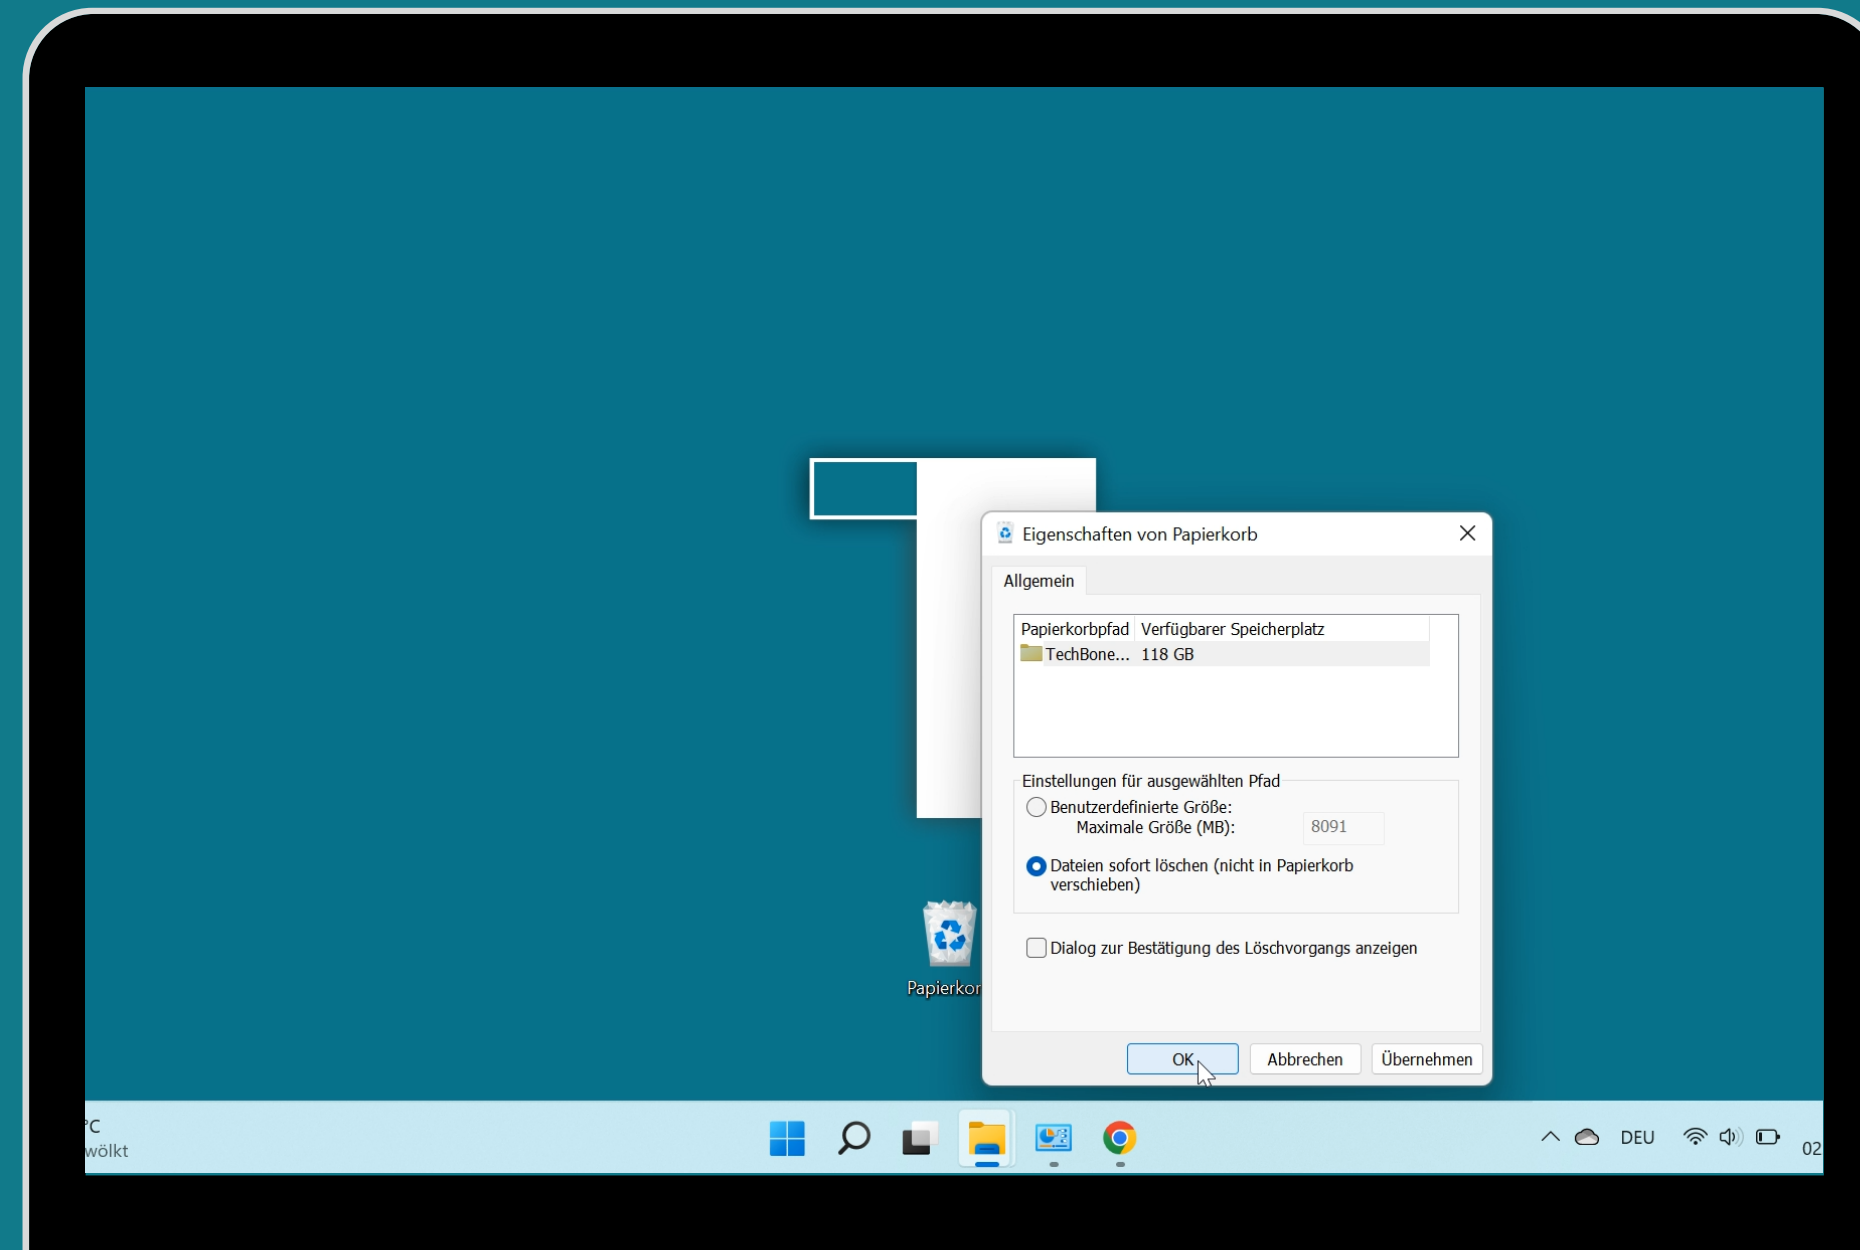 Eigenschaften von Papierkorb
Allgemein
Papierkorbpfad Verfügbarer Speicherplatz
TechBone... 118 GB
Einstellungen für ausgewählten Pfad
Benutzerdefinierte Größe:
Maximale Größe (MB): 8091
Dateien sofort löschen (nicht in Papierkorb
verschieben)
Dialog zur Bestätigung des Löschvorgangs anzeigen
Papierkor
OK Abbrechen Übernehmen
°C
wölkt
DEU
02